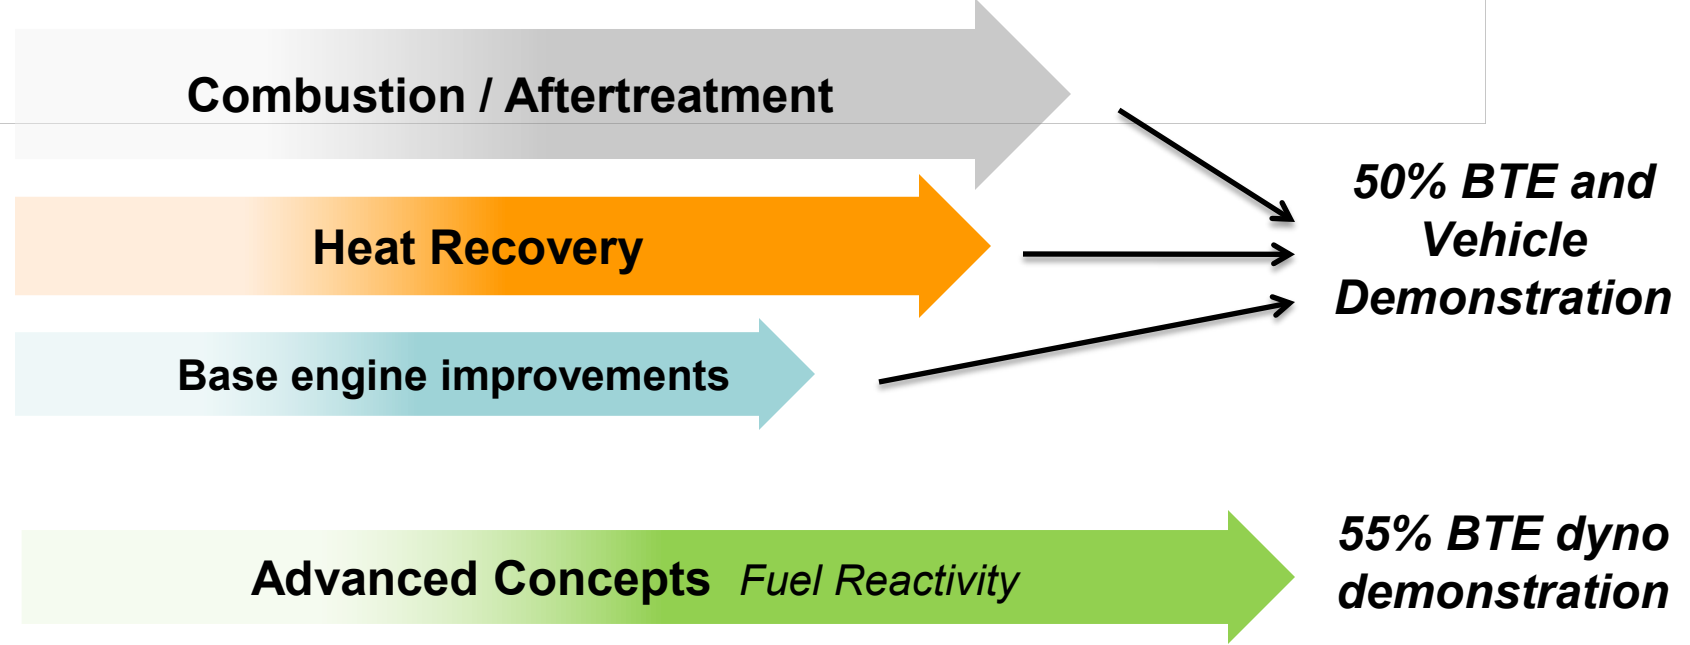 Combustion / Aftertreatment
Heat Recovery
Base engine improvements
50% BTE and
Vehicle
Demonstration
Advanced Concepts Fuel Reactivity
55% BTE dyno
demonstration